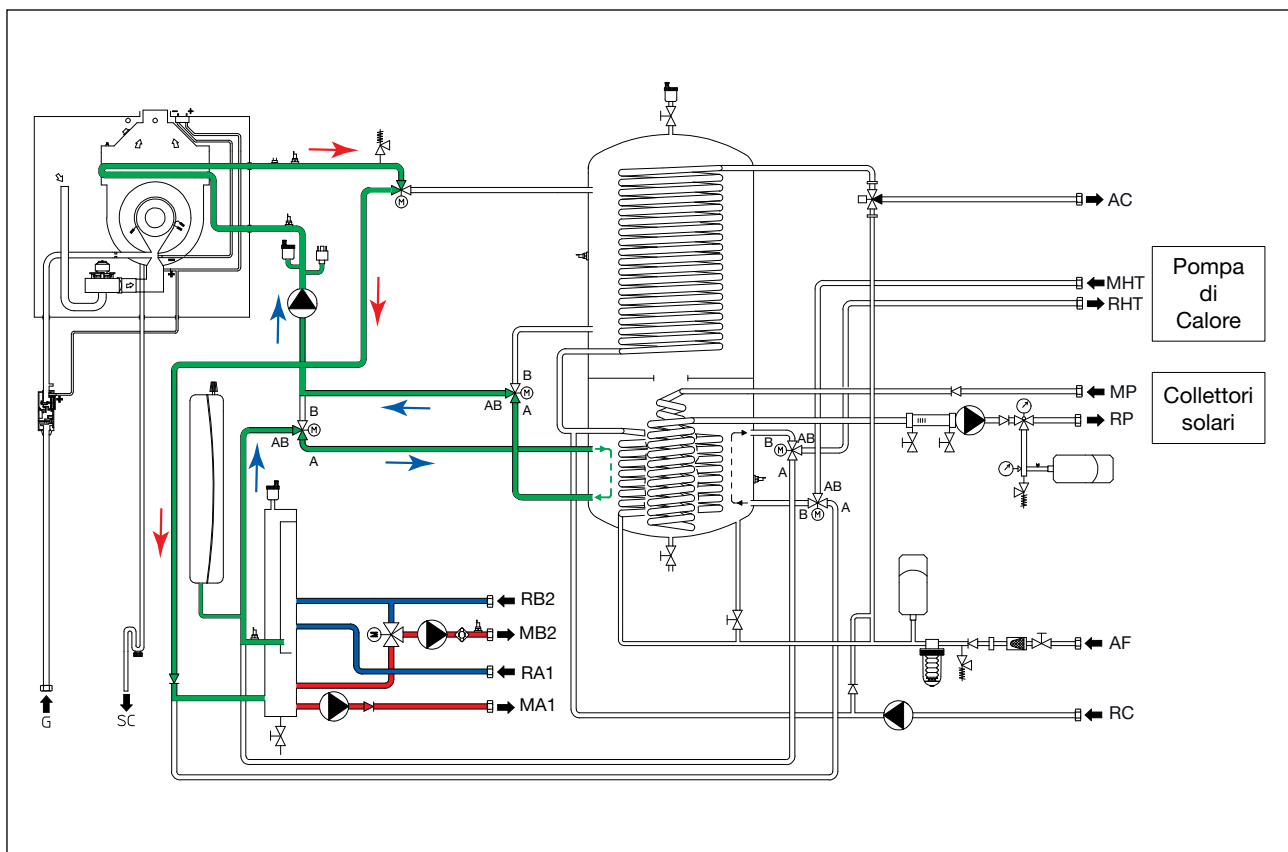 AC
MHT
RHT
Pompa
di
Calore
MP
RP
Collettori
solari
M
B
M
AB
A
B
M
AB
A
B
AB
M
A
AB
B
A
M
RB2
M
MB2
RA1
MA1
AF
RC
G
SC